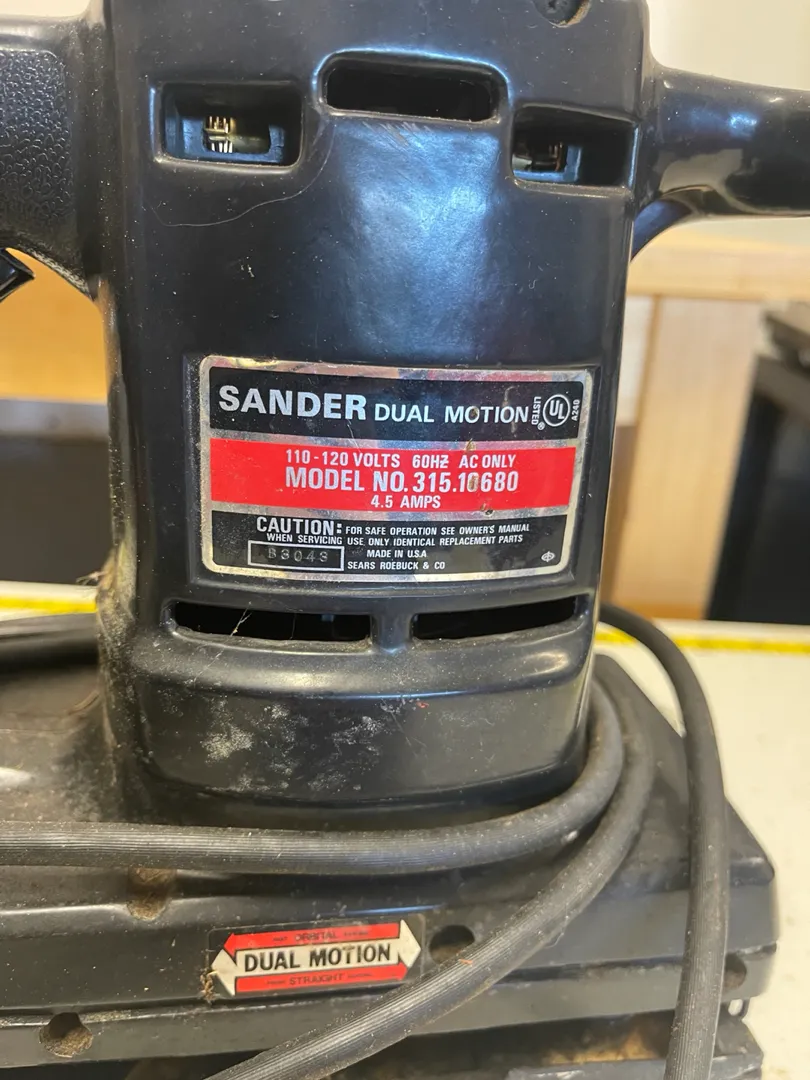 SANDER DUAL MOTION LISTED UL ® A240
110-120 VOLTS 60HZ AC ONLY
MODEL NO. 315.10680
4.5 AMPS
CAUTION: FOR SAFE OPERATION SEE OWNER'S MANUAL
WHEN SERVICING USE ONLY IDENTICAL REPLACEMENT PARTS
B3043 MADE IN U.S.A
SEARS ROEBUCK & CO
ORBITAL
DUAL MOTION
STRAIGHT